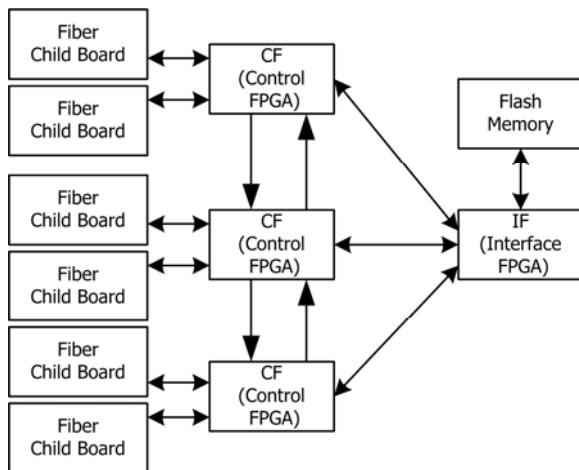 Fiber
Child Board
Fiber
Child Board
CF
(Control
FPGA)
Flash
Memory
Fiber
Child Board
Fiber
Child Board
CF
(Control
FPGA)
IF
(Interface
FPGA)
Fiber
Child Board
Fiber
Child Board
CF
(Control
FPGA)